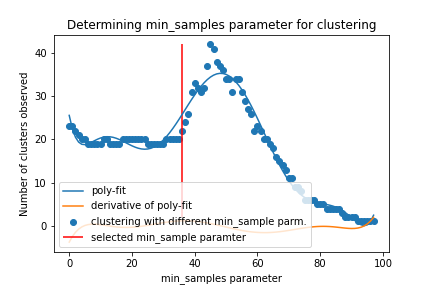 Determining min_samples parameter for clustering
Number of clusters observed
40
30
20
10
0
poly-fit
derivative of poly-fit
clustering with different min_sample parm.
selected min_sample paramter
0 20 40 60 80 100
min_samples parameter